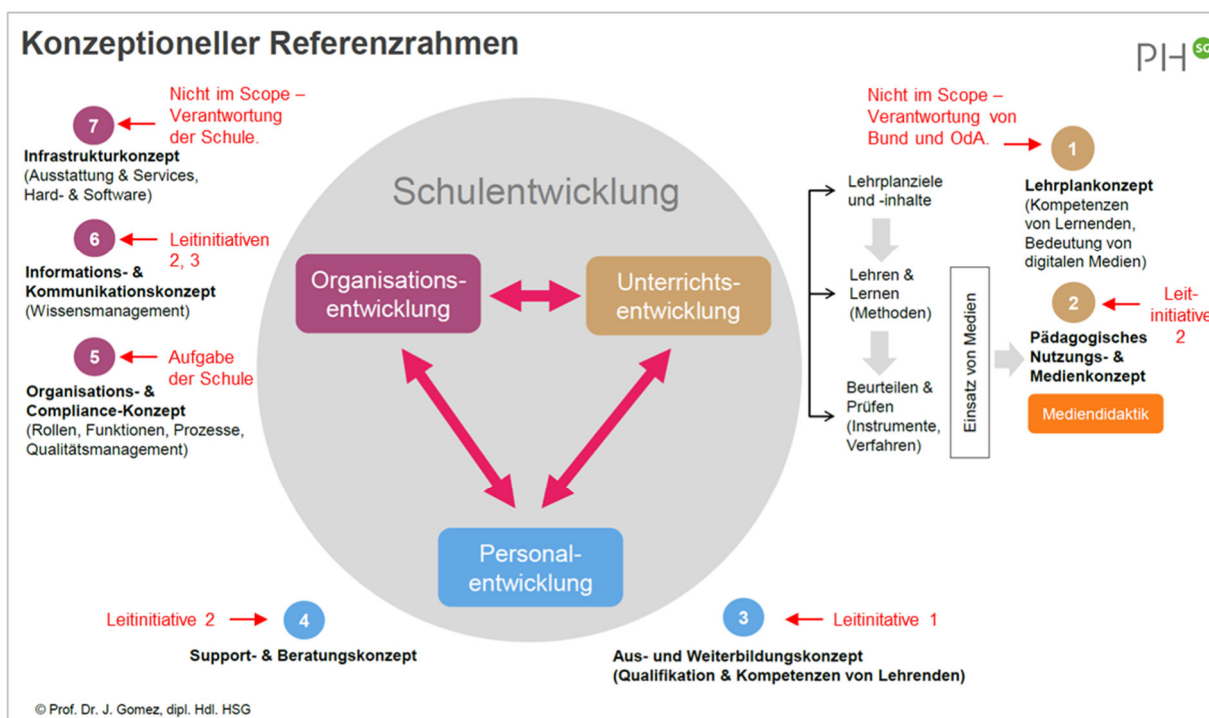 Konzeptioneller Referenzrahmen
PH SG
7
Nicht im Scope –
Verantwortung
der Schule.
Infrastrukturkonzept
(Ausstattung & Services,
Hard- & Software)
6
Leitinitiativen
2, 3
Informations- &
Kommunikationskonzept
(Wissensmanagement)
5
Aufgabe
der Schule
Organisations- &
Compliance-Konzept
(Rollen, Funktionen, Prozesse,
Qualitätsmanagement)
Schulentwicklung
Organisations-
entwicklung
Unterrichts-
entwicklung
Personal-
entwicklung
Nicht im Scope –
Verantwortung von
Bund und OdA.
1
Lehrplanziele
und -inhalte
Lehren &
Lernen
(Methoden)
Beurteilen &
Prüfen
(Instrumente,
Verfahren)
Einsatz von Medien
Lehrplankonzept
(Kompetenzen
von Lernenden,
Bedeutung von
digitalen Medien)
2
Leit-
initiative
2
Pädagogisches
Nutzungs- &
Medienkonzept
Mediendidaktik
Leitinitiative 2
4
Support- & Beratungskonzept
3
Leitinitative 1
Aus- und Weiterbildungskonzept
(Qualifikation & Kompetenzen von Lehrenden)
© Prof. Dr. J. Gomez, dipl. Hdl. HSG